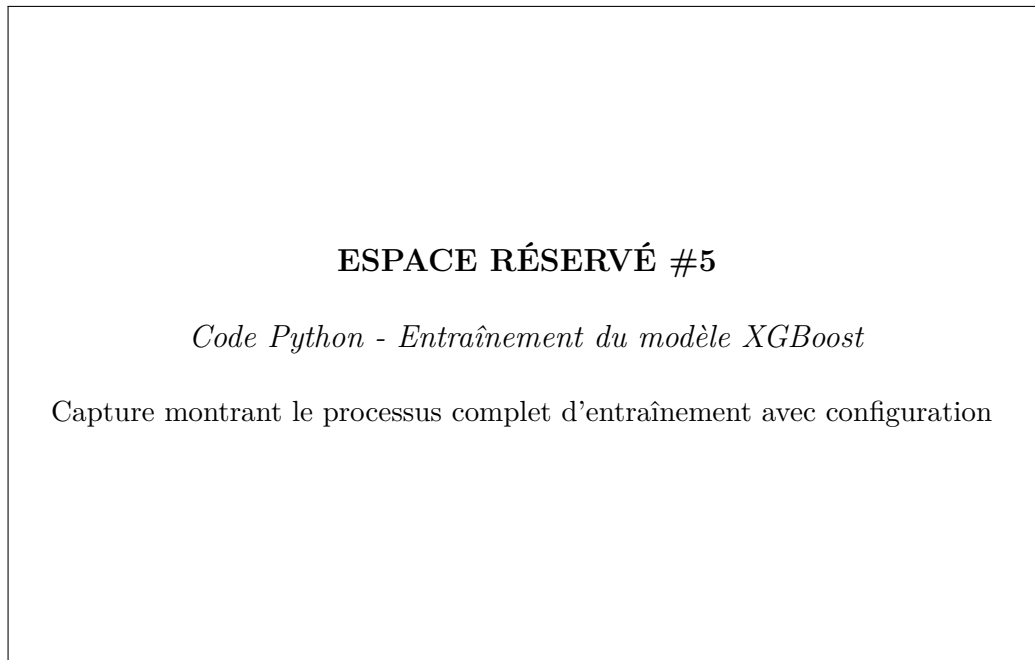 ESPACE RÉSERVÉ #5
Code Python - Entraînement du modèle XGBoost
Capture montrant le processus complet d'entraînement avec configuration